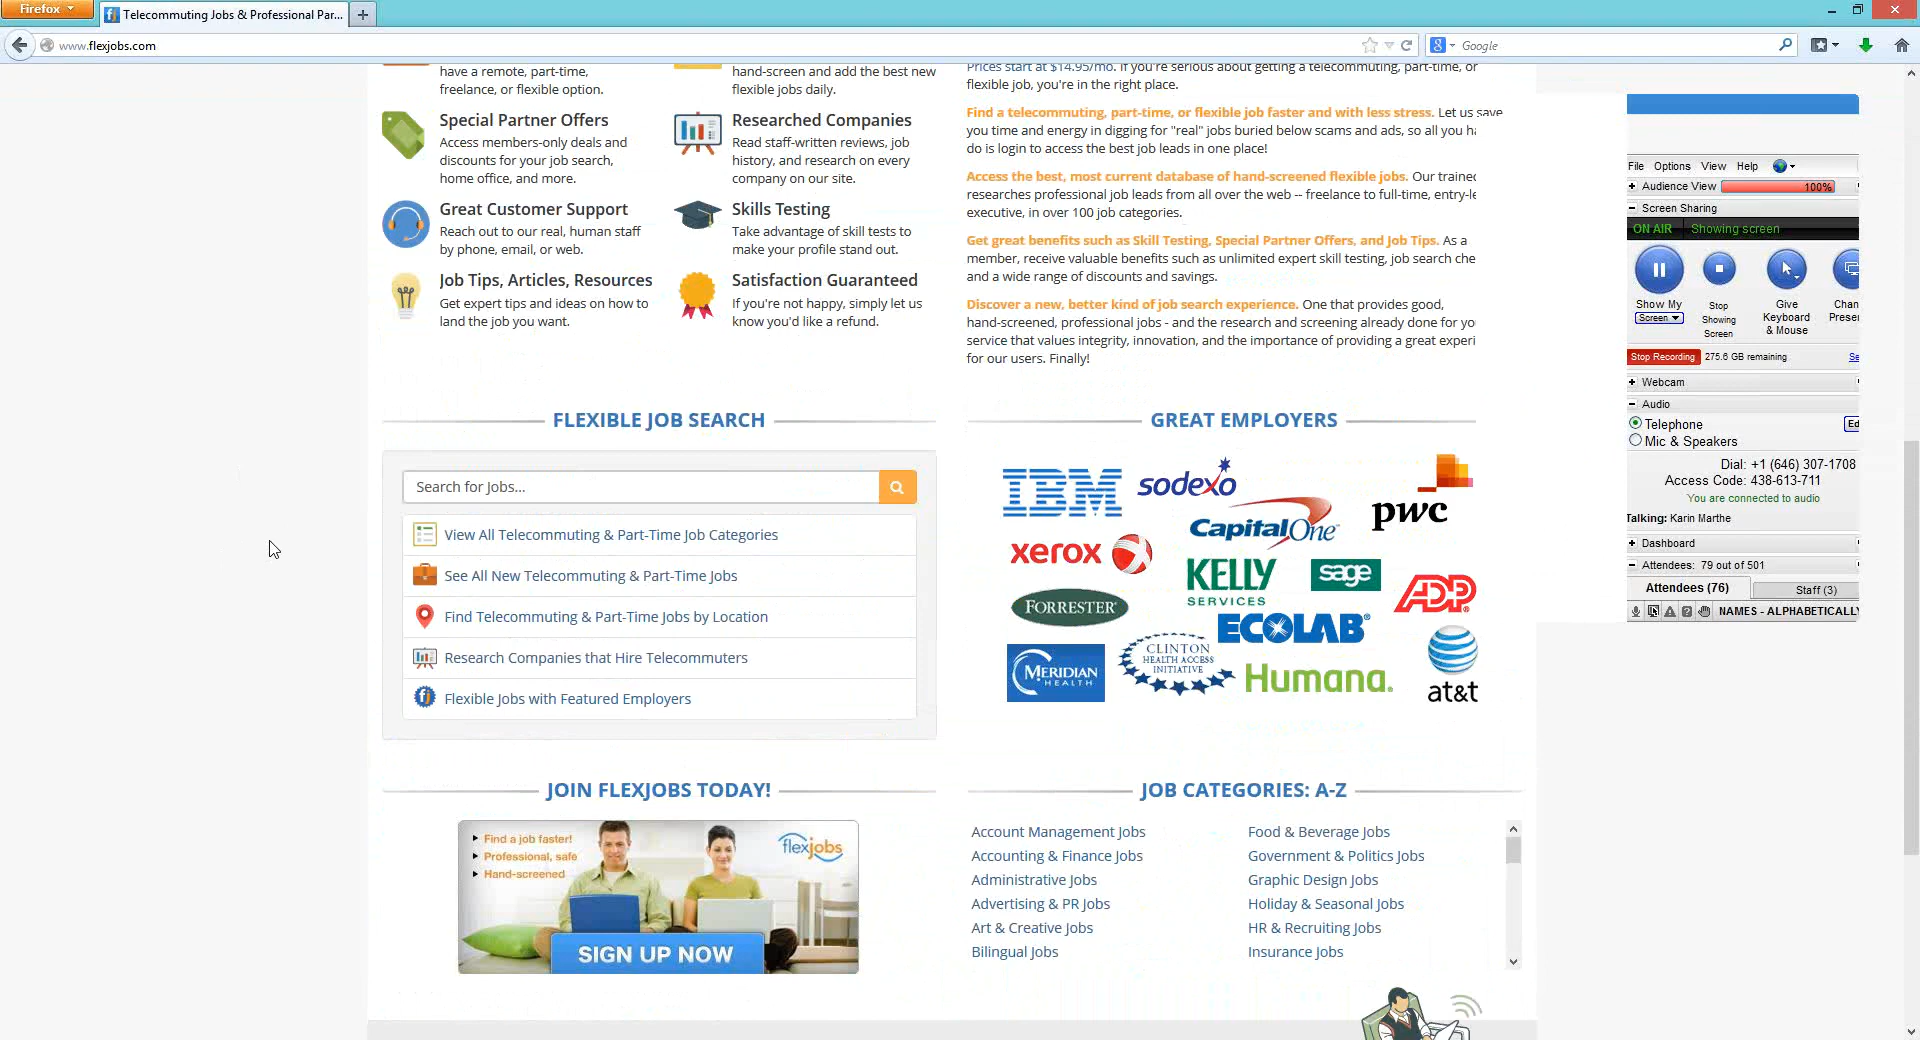 Firefox
Telecommuting Jobs & Professional Par...
www.flexjobs.com
Google
have a remote, part-time,
freelance, or flexible option.
hand-screen and add the best new
flexible jobs daily.
Special Partner Offers
Access members-only deals and
discounts for your job search,
home office, and more.
Researched Companies
Read staff-written reviews, job
history, and research on every
company on our site.
Great Customer Support
Reach out to our real, human staff
by phone, email, or web.
Skills Testing
Take advantage of skill tests to
make your profile stand out.
Job Tips, Articles, Resources
Get expert tips and ideas on how to
land the job you want.
Satisfaction Guaranteed
If you're not happy, simply let us
know you'd like a refund.
Prices start at $14.95/mo. If you're serious about getting a telecommuting, part-time, or
flexible job, you're in the right place.
Find a telecommuting, part-time, or flexible job faster and with less stress. Let us save
you time and energy in digging for "real" jobs buried below scams and ads, so all you ha
do is login to access the best job leads in one place!
Access the best, most current database of hand-screened flexible jobs. Our trained
researches professional job leads from all over the web -- freelance to full-time, entry-le
executive, in over 100 job categories.
Get great benefits such as Skill Testing, Special Partner Offers, and Job Tips. As a
member, receive valuable benefits such as unlimited expert skill testing, job search che
and a wide range of discounts and savings.
Discover a new, better kind of job search experience. One that provides good,
hand-screened, professional jobs - and the research and screening already done for yo
service that values integrity, innovation, and the importance of providing a great experi
for our users. Finally!
FLEXIBLE JOB SEARCH
Search for Jobs...
View All Telecommuting & Part-Time Job Categories
See All New Telecommuting & Part-Time Jobs
Find Telecommuting & Part-Time Jobs by Location
Research Companies that Hire Telecommuters
Flexible Jobs with Featured Employers
GREAT EMPLOYERS
IBM
sodexo
Capital One
pwc
xerox
KELLY
SERVICES
sage
ADP
FORRESTER
ECOLAB
MERIDIAN
HEALTH
CLINTON
HEALTH ACCESS
INITIATIVE
Humana.
at&t
JOIN FLEXJOBS TODAY!
Find a job faster!
Professional, safe
Hand-screened
flexjobs
SIGN UP NOW
JOB CATEGORIES: A-Z
Account Management Jobs
Accounting & Finance Jobs
Administrative Jobs
Advertising & PR Jobs
Art & Creative Jobs
Bilingual Jobs
Food & Beverage Jobs
Government & Politics Jobs
Graphic Design Jobs
Holiday & Seasonal Jobs
HR & Recruiting Jobs
Insurance Jobs
File Options View Help
Audience View 100%
Screen Sharing
ON AIR Showing screen
Show My
Screen
Stop
Showing
Screen
Give
Keyboard
& Mouse
Chan
Prese
Stop Recording 275.6 GB remaining Se
Webcam
Audio
Telephone Ed
Mic & Speakers
Dial: +1 (646) 307-1708
Access Code: 438-613-711
You are connected to audio
Talking: Karin Marthe
Dashboard
Attendees: 79 out of 501
Attendees (76) Staff (3)
NAMES - ALPHABETICALLY